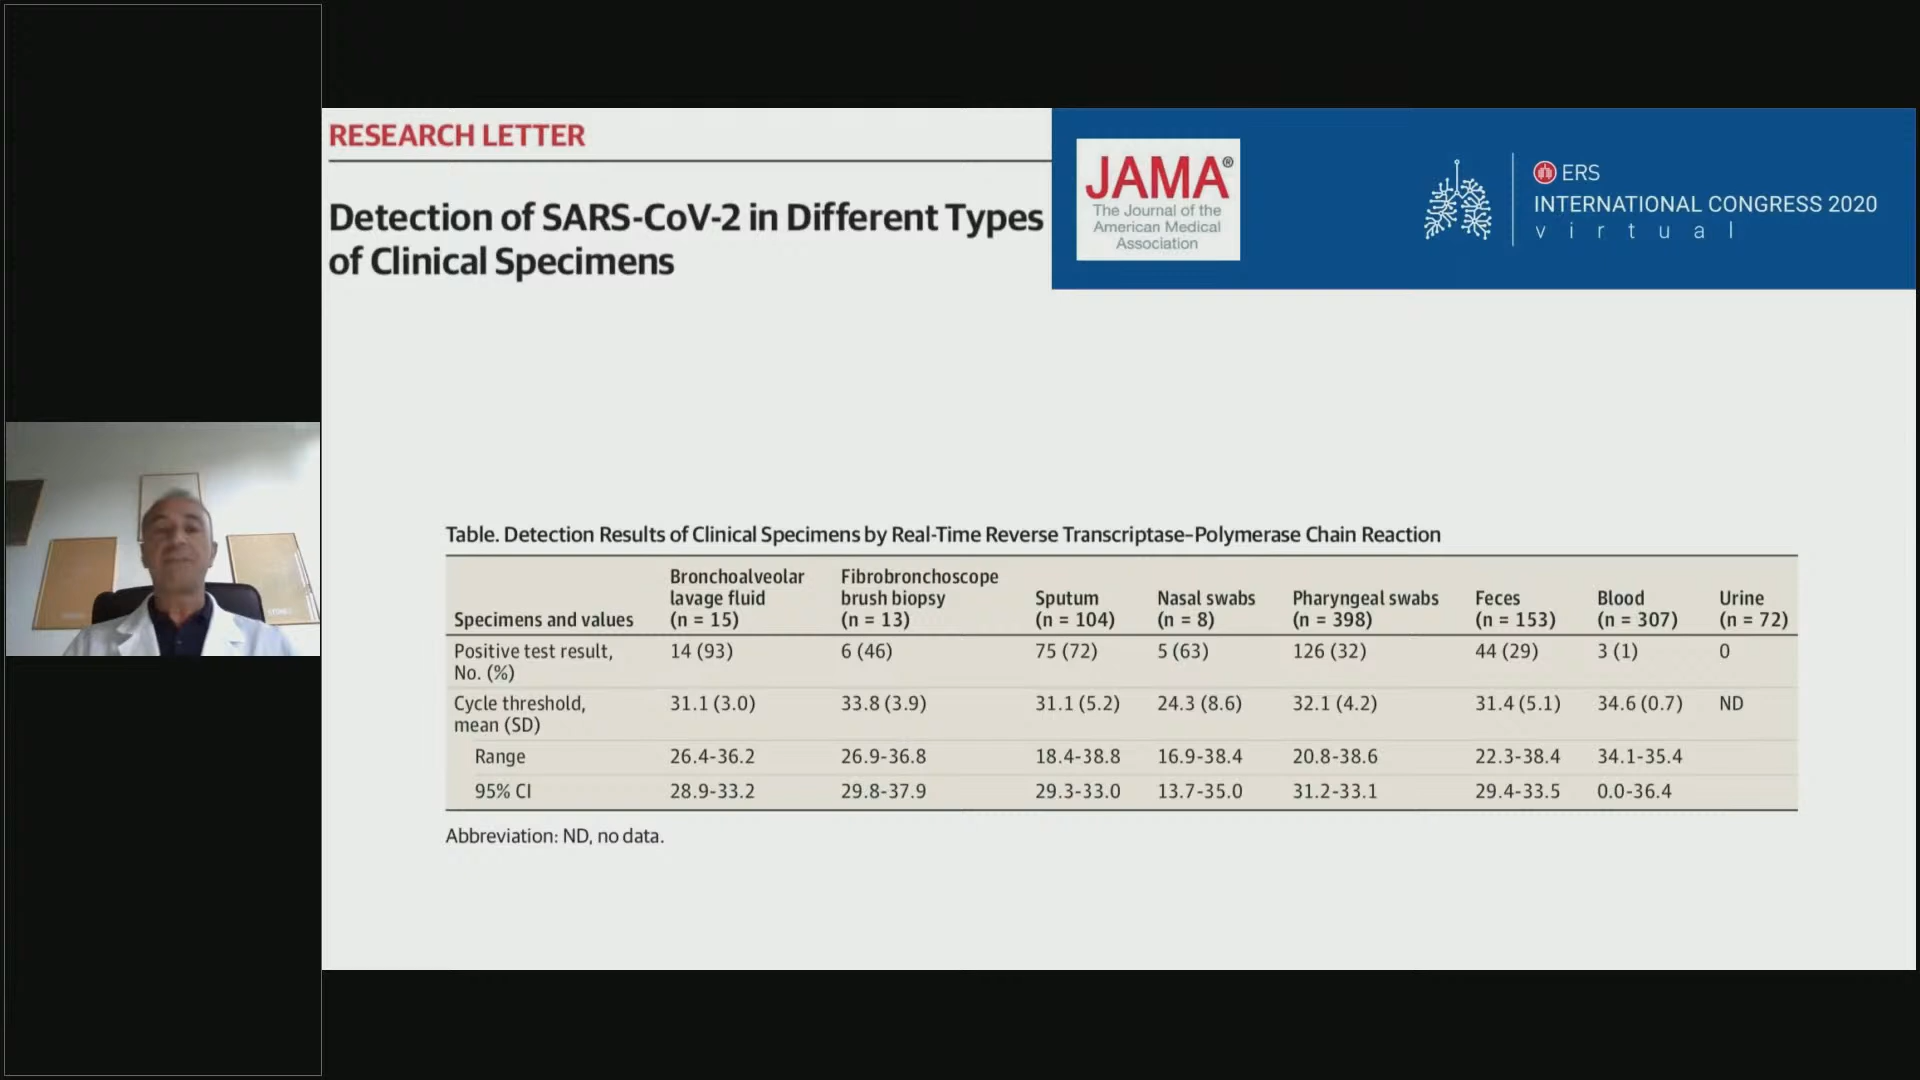 RESEARCH LETTER
Detection of SARS-CoV-2 in Different Types
of Clinical Specimens
JAMA®
The Journal of the
American Medical
Association
ERS
INTERNATIONAL CONGRESS 2020
virtual
Table. Detection Results of Clinical Specimens by Real-Time Reverse Transcriptase–Polymerase Chain Reaction
Specimens and values Bronchoalveolar lavage fluid (n = 15) Fibrobronchoscope brush biopsy (n = 13) Sputum (n = 104) Nasal swabs (n = 8) Pharyngeal swabs (n = 398) Feces (n = 153) Blood (n = 307) Urine (n = 72)
Positive test result, No. (%) 14 (93) 6 (46) 75 (72) 5 (63) 126 (32) 44 (29) 3 (1) 0
Cycle threshold, mean (SD) 31.1 (3.0) 33.8 (3.9) 31.1 (5.2) 24.3 (8.6) 32.1 (4.2) 31.4 (5.1) 34.6 (0.7) ND
Range 26.4-36.2 26.9-36.8 18.4-38.8 16.9-38.4 20.8-38.6 22.3-38.4 34.1-35.4
95% CI 28.9-33.2 29.8-37.9 29.3-33.0 13.7-35.0 31.2-33.1 29.4-33.5 0.0-36.4
Abbreviation: ND, no data.